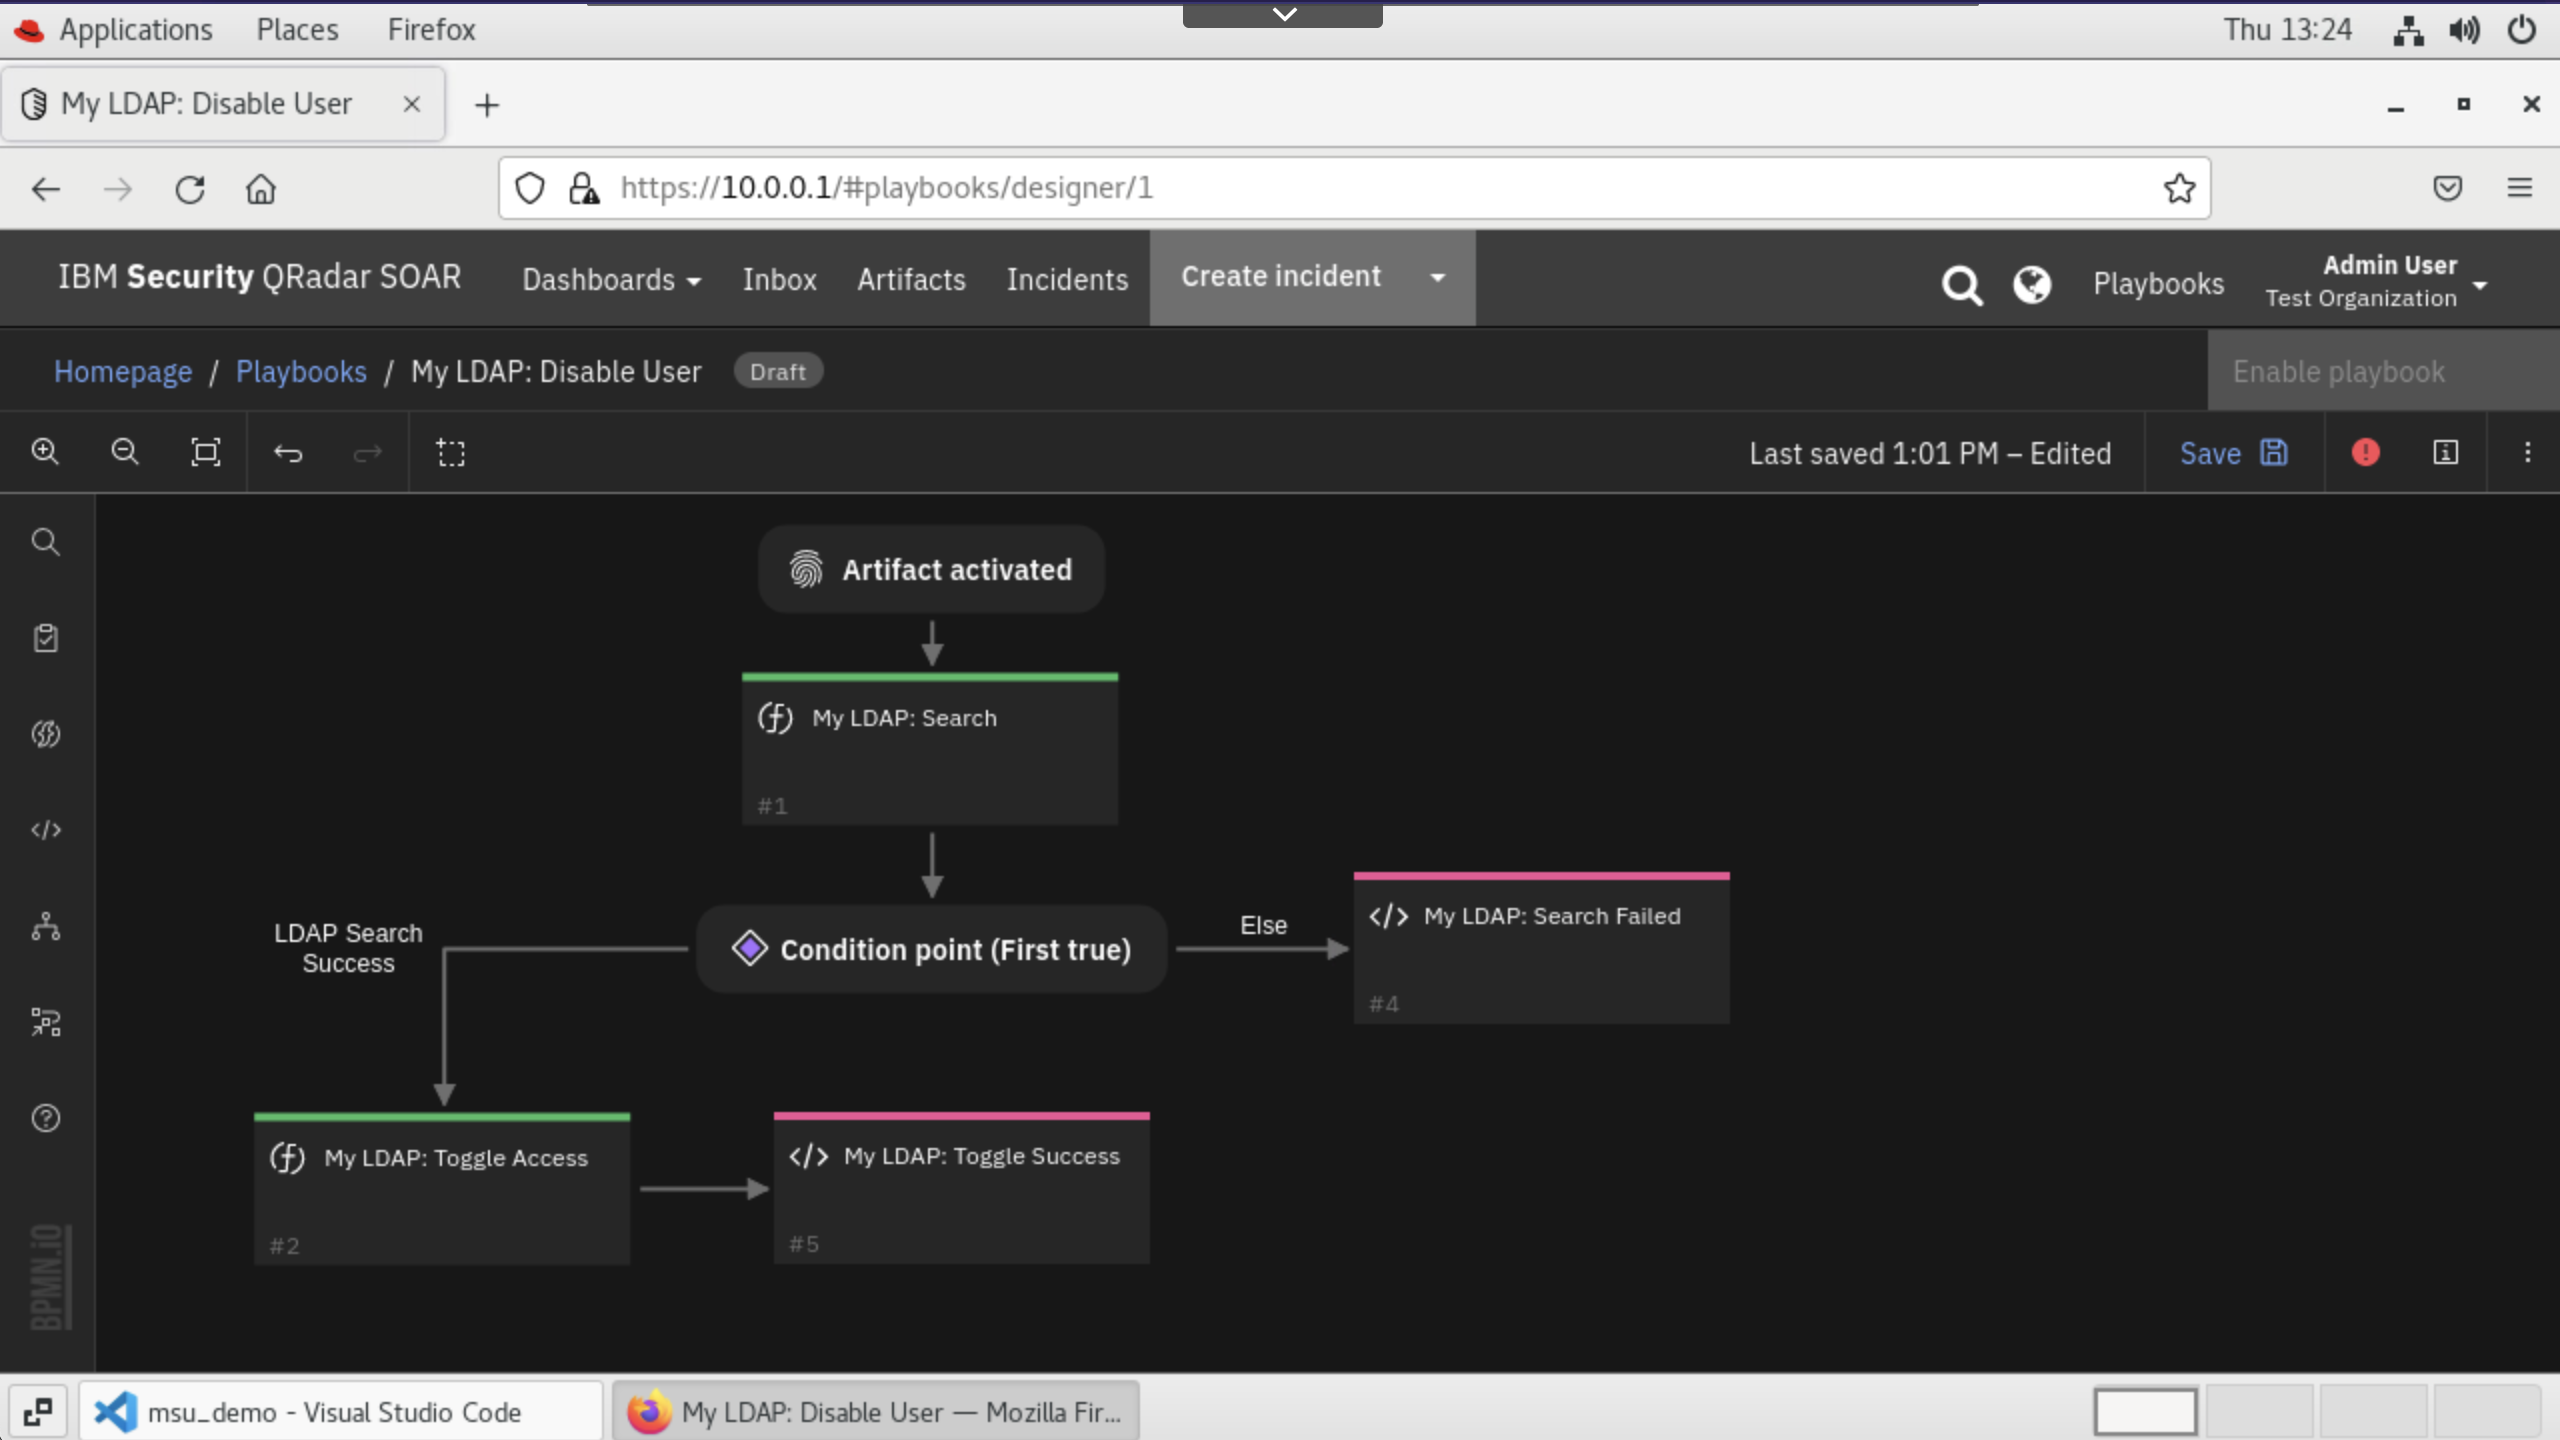 Applications Places Firefox Thu 13:24
My LDAP: Disable User
https://10.0.0.1/#playbooks/designer/1
IBM Security QRadar SOAR Dashboards Inbox Artifacts Incidents Create incident Playbooks Admin User
Test Organization
Homepage / Playbooks / My LDAP: Disable User Draft Enable playbook
Last saved 1:01 PM – Edited Save
Artifact activated
My LDAP: Search
#1
LDAP Search
Success
Condition point (First true)
Else
My LDAP: Search Failed
#4
My LDAP: Toggle Access
#2
My LDAP: Toggle Success
#5
BPMN.iO
msu_demo - Visual Studio Code My LDAP: Disable User — Mozilla Fir...